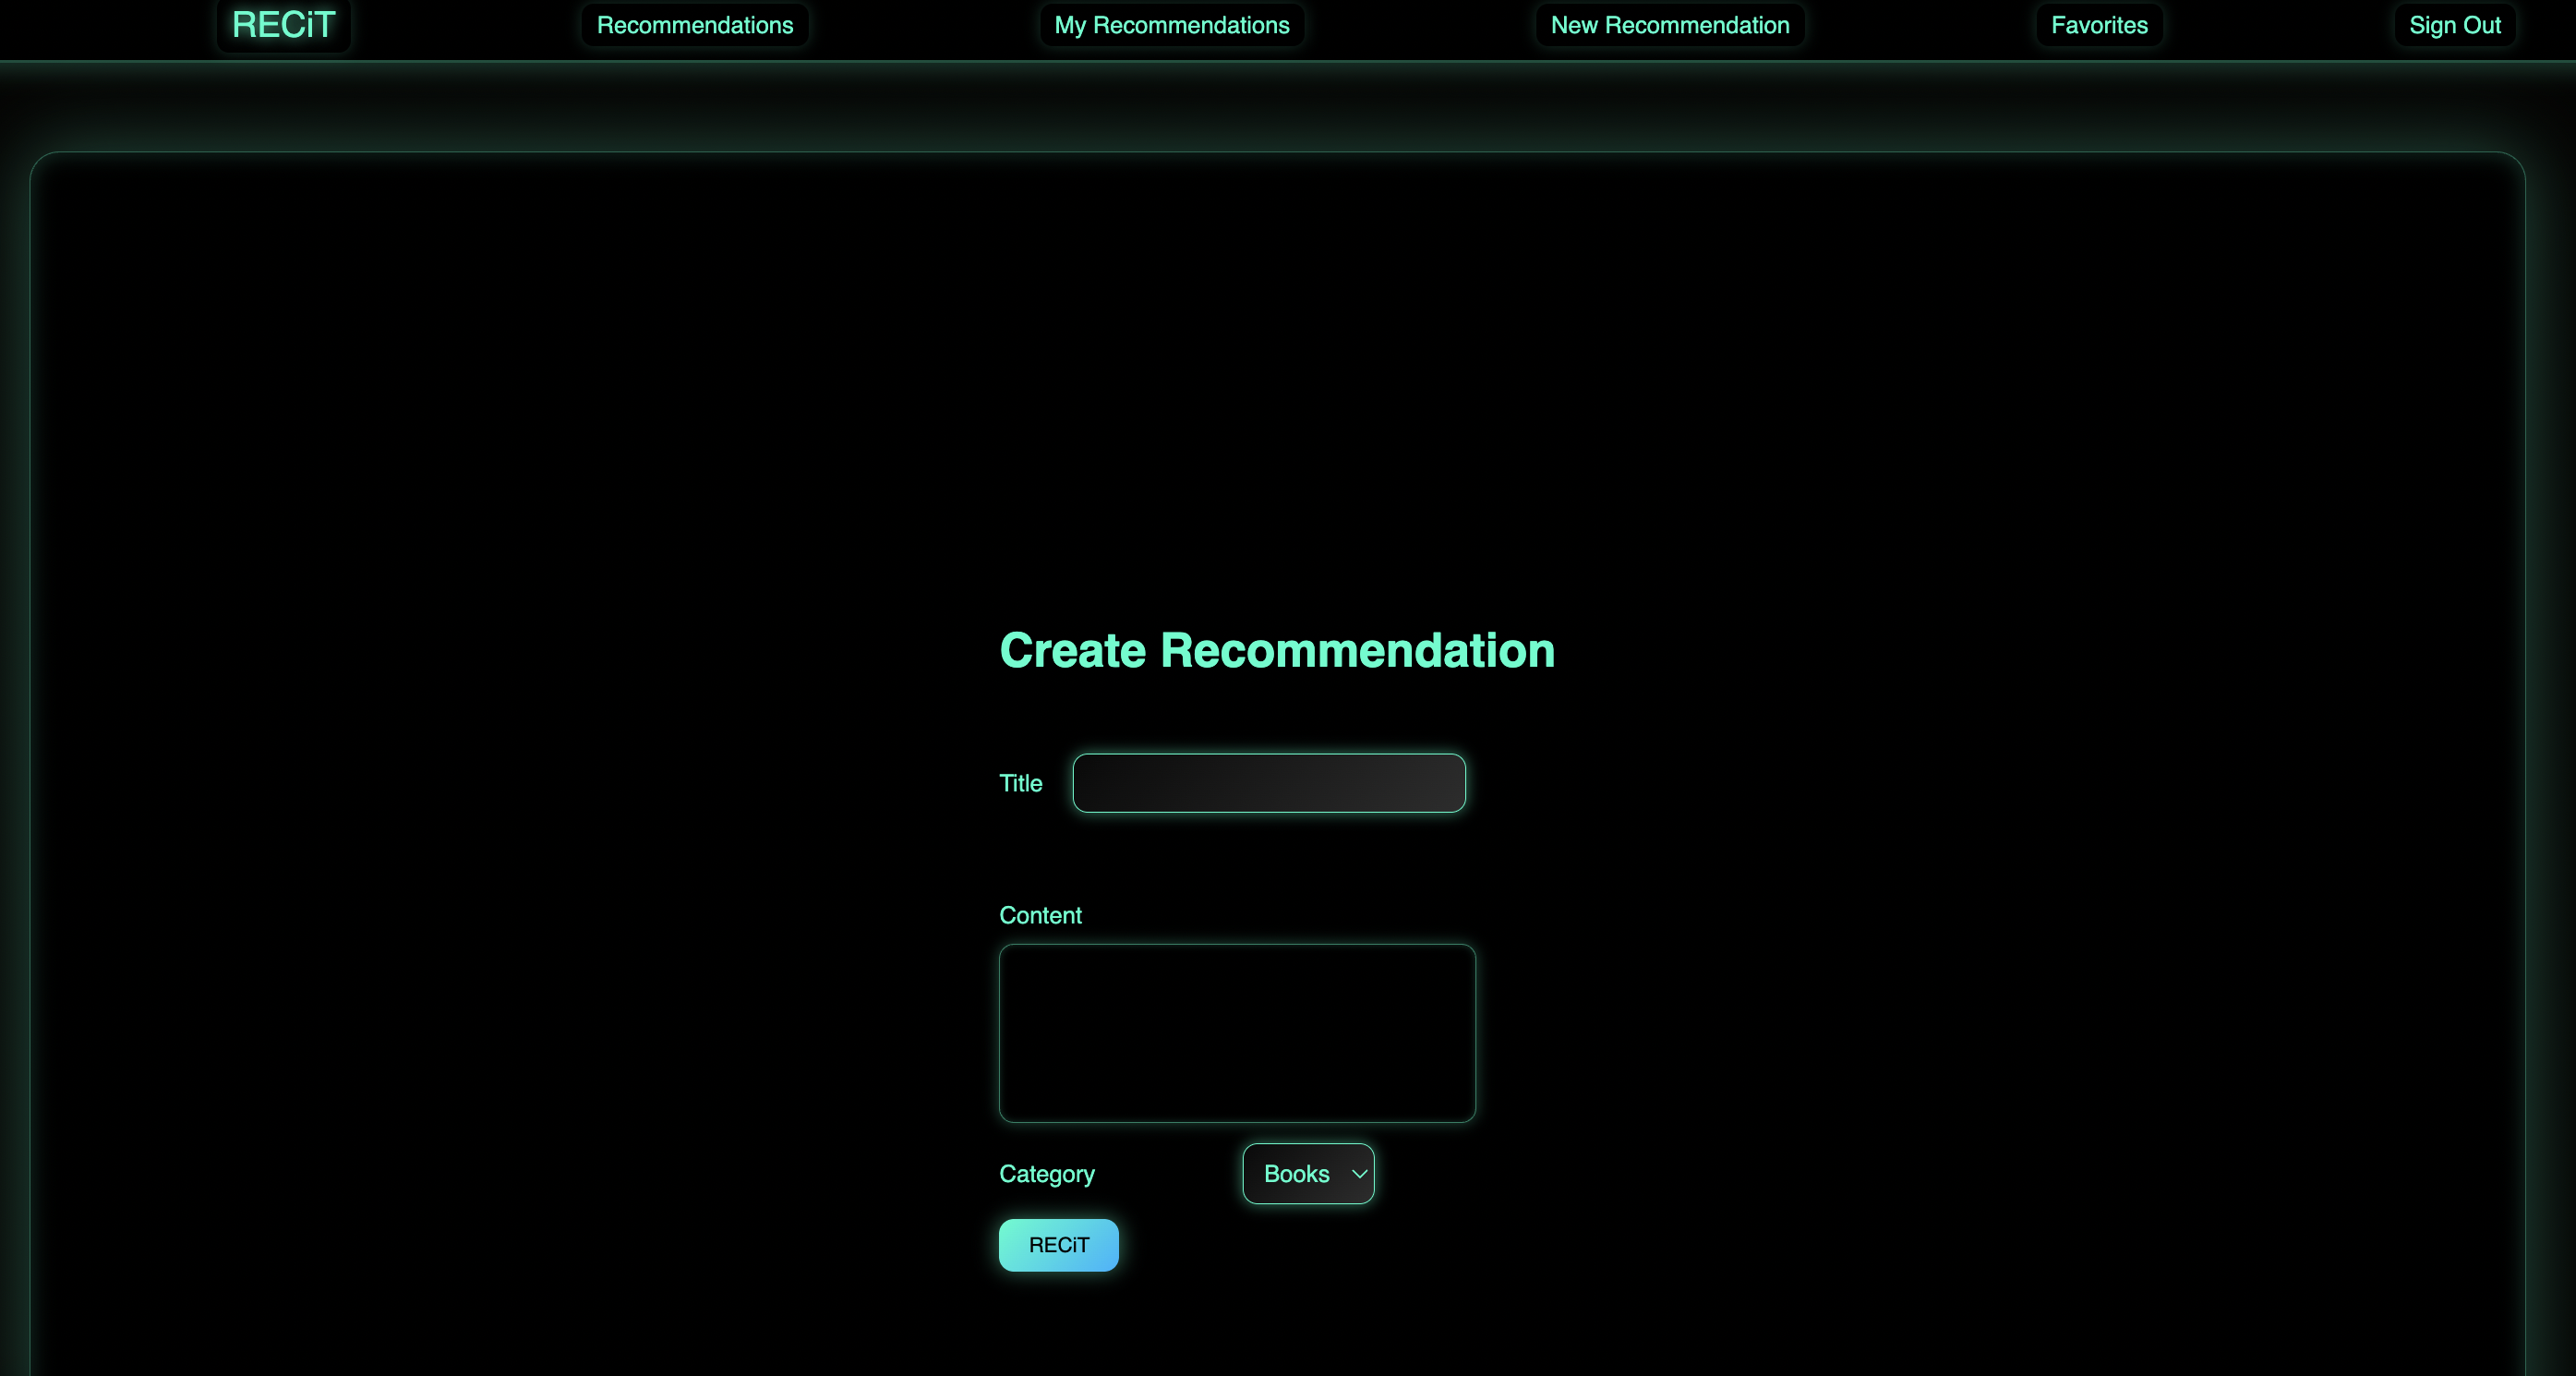 RECiT Recommendations My Recommendations New Recommendation Favorites Sign Out
Create Recommendation
Title
Content
Category Books
RECiT